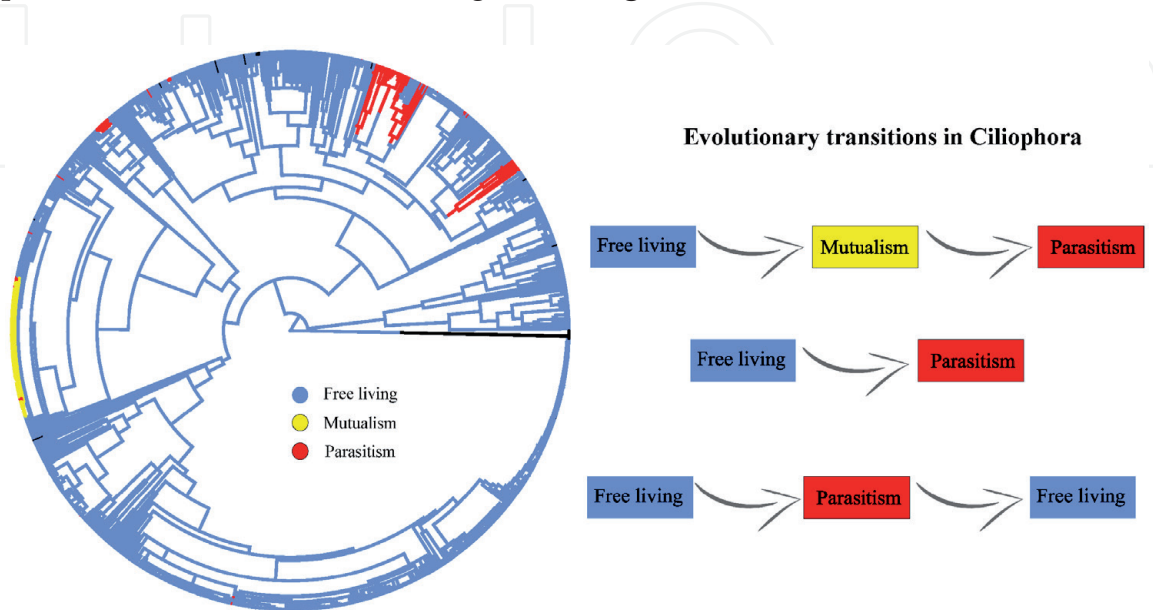 Evolutionary transitions in Ciliophora
Free living
Mutualism
Parasitism
Free living
Mutualism
Parasitism
Free living
Parasitism
Free living
Parasitism
Free living